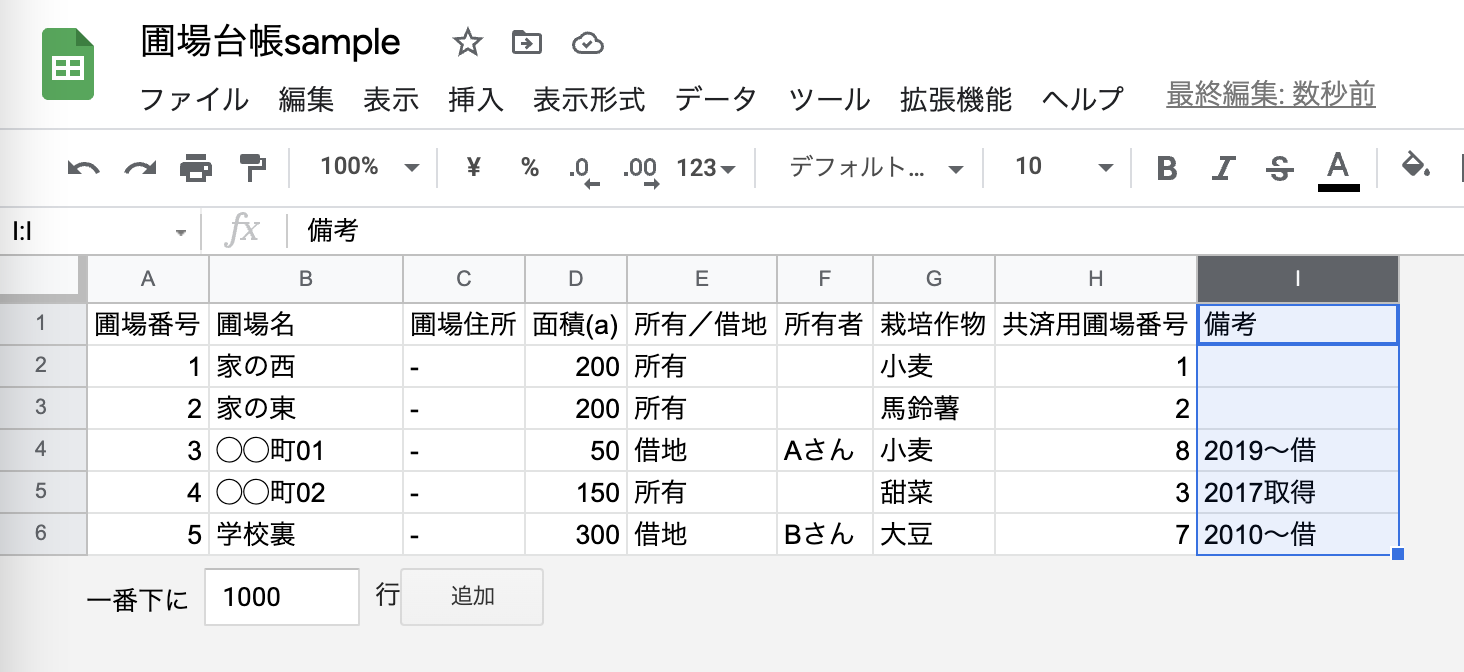 圃場台帳sample
ファイル 編集 表示 挿入 表示形式 データ ツール 拡張機能 ヘルプ 最終編集: 数秒前
100% ¥ % .0 .00 123 デフォルト... 10 B I S A
I:I fx 備考
A B C D E F G H I
1 圃場番号 圃場名 圃場住所 面積(a) 所有／借地 所有者 栽培作物 共済用圃場番号 備考
2 1 家の西 - 200 所有 小麦 1
3 2 家の東 - 200 所有 馬鈴薯 2
4 3 〇〇町01 - 50 借地 Aさん 小麦 8 2019〜借
5 4 〇〇町02 - 150 所有 甜菜 3 2017取得
6 5 学校裏 - 300 借地 Bさん 大豆 7 2010〜借
一番下に 1000 行 追加